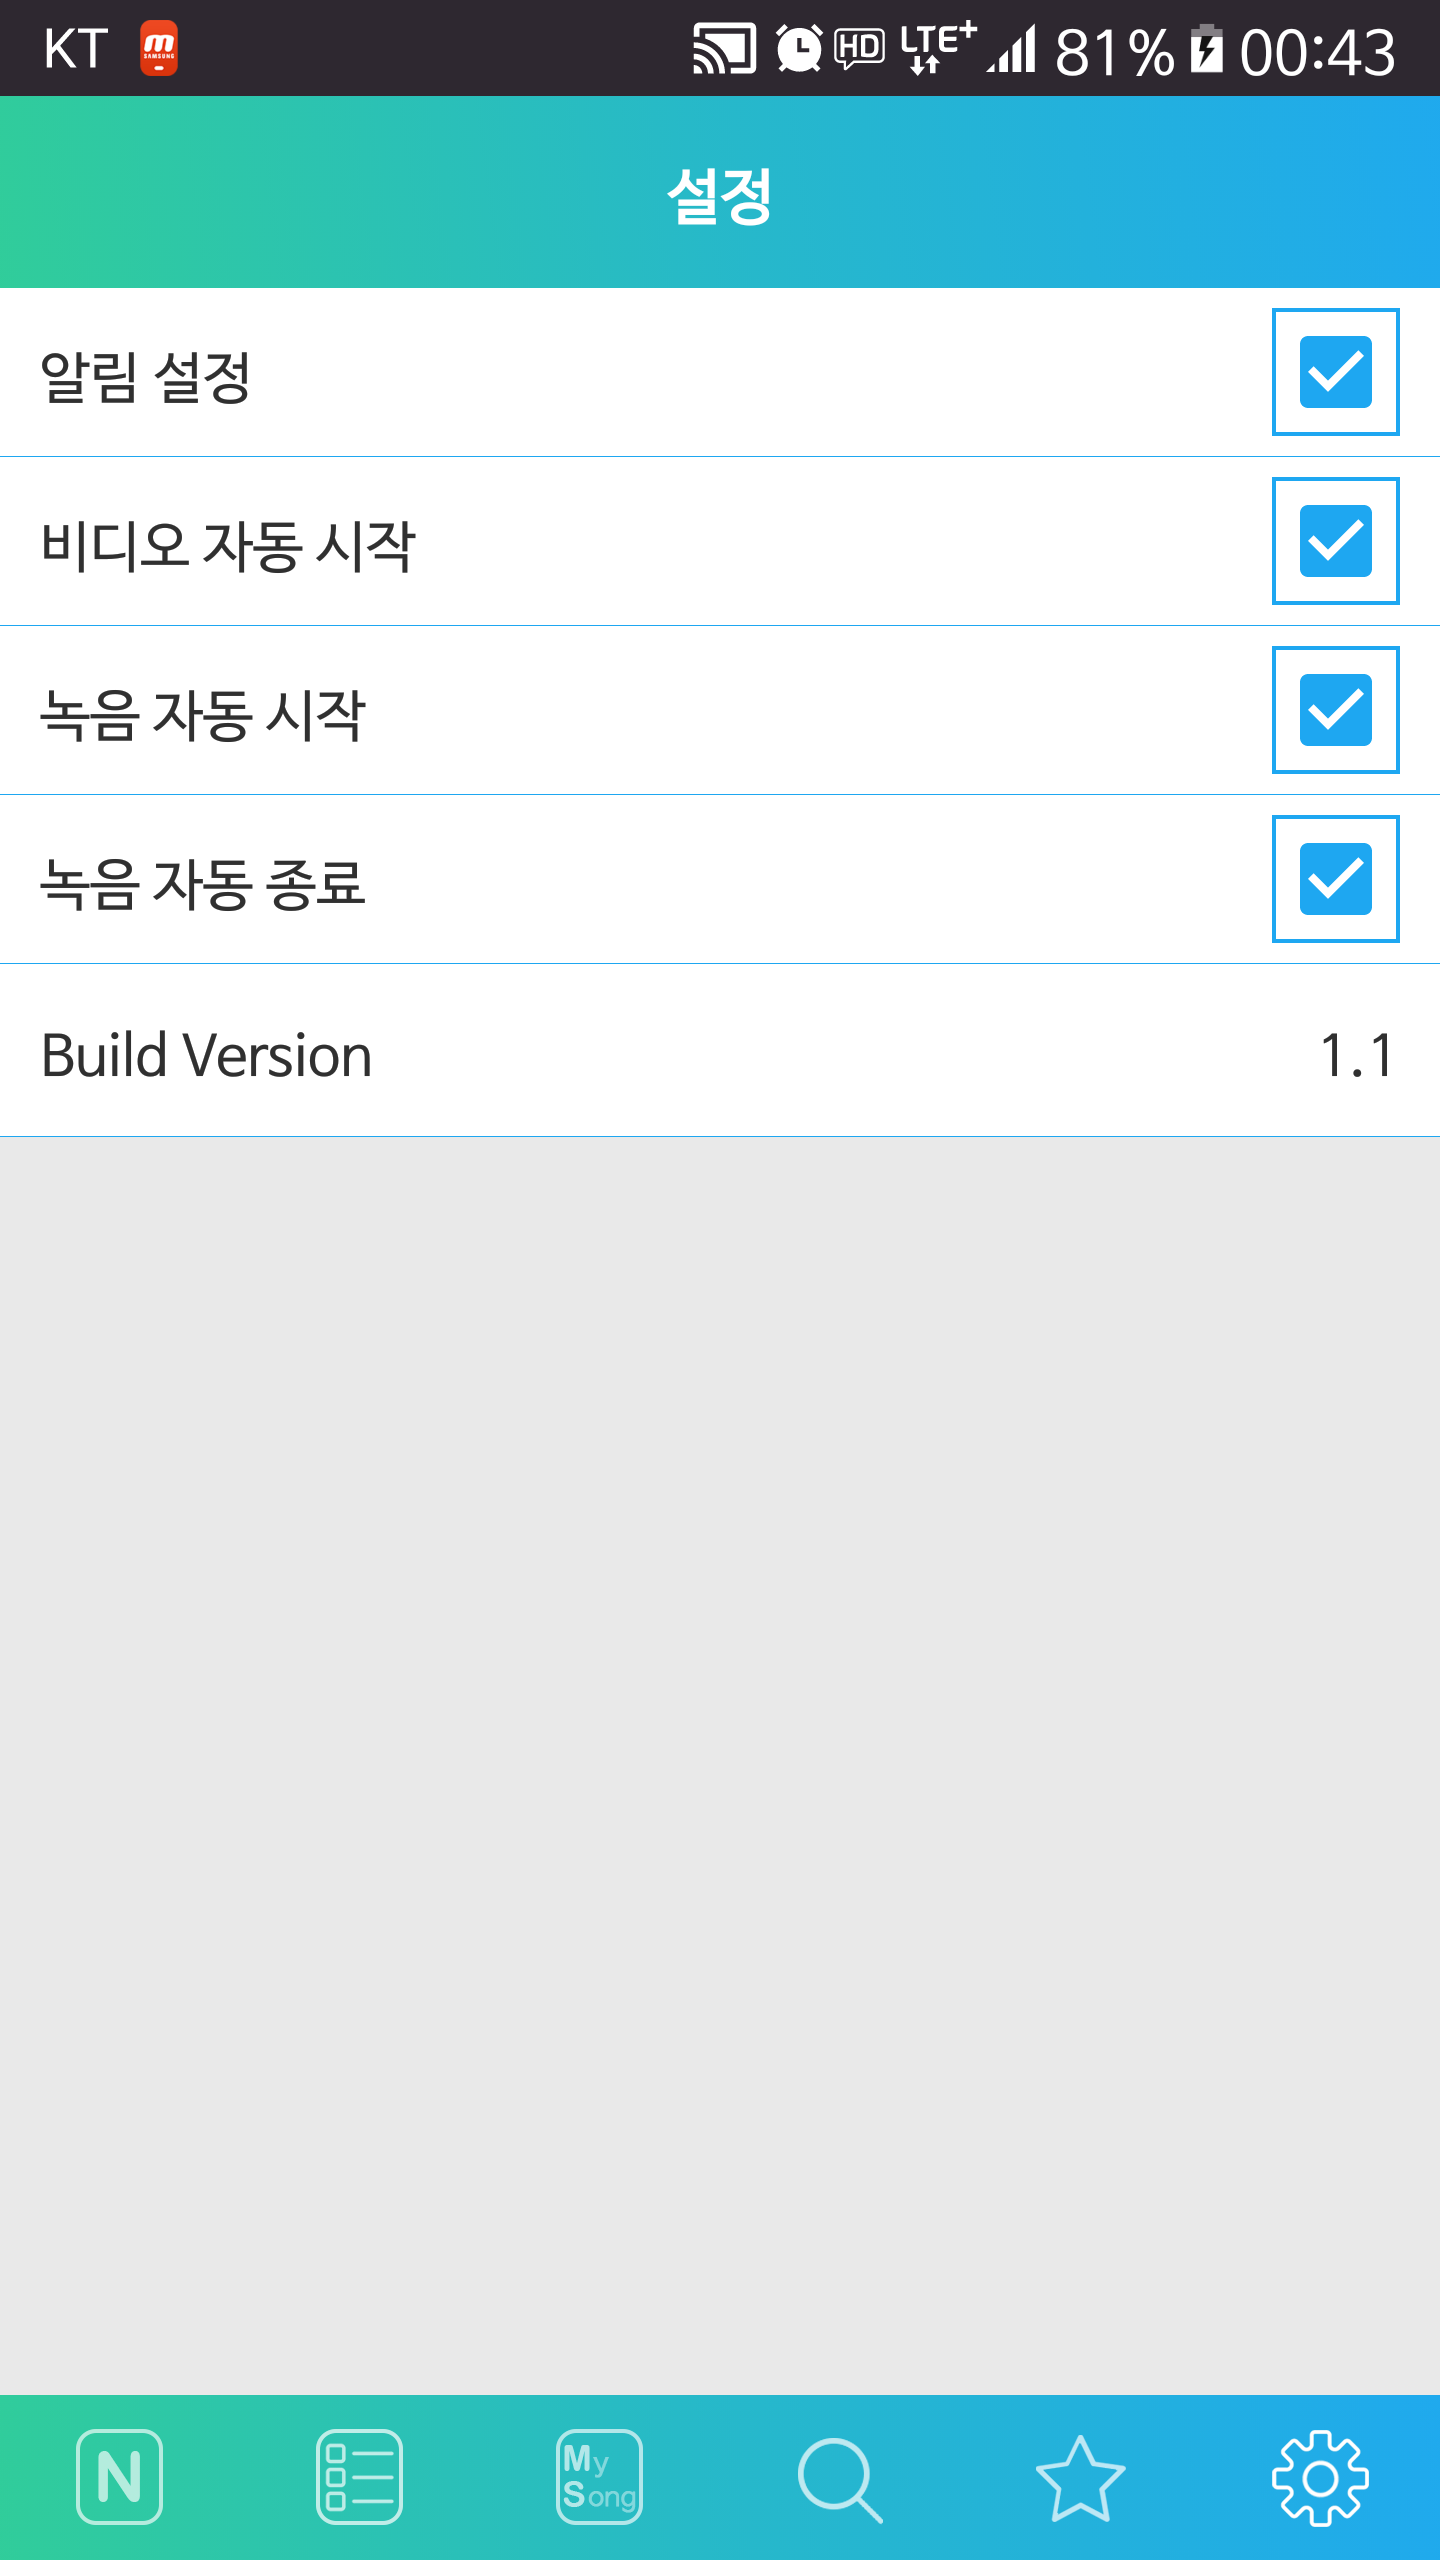 KT
m
SAMSUNG
HD
LTE+
81%
00:43
설정
알림 설정
비디오 자동 시작
녹음 자동 시작
녹음 자동 종료
Build Version 1.1
N
My
Song